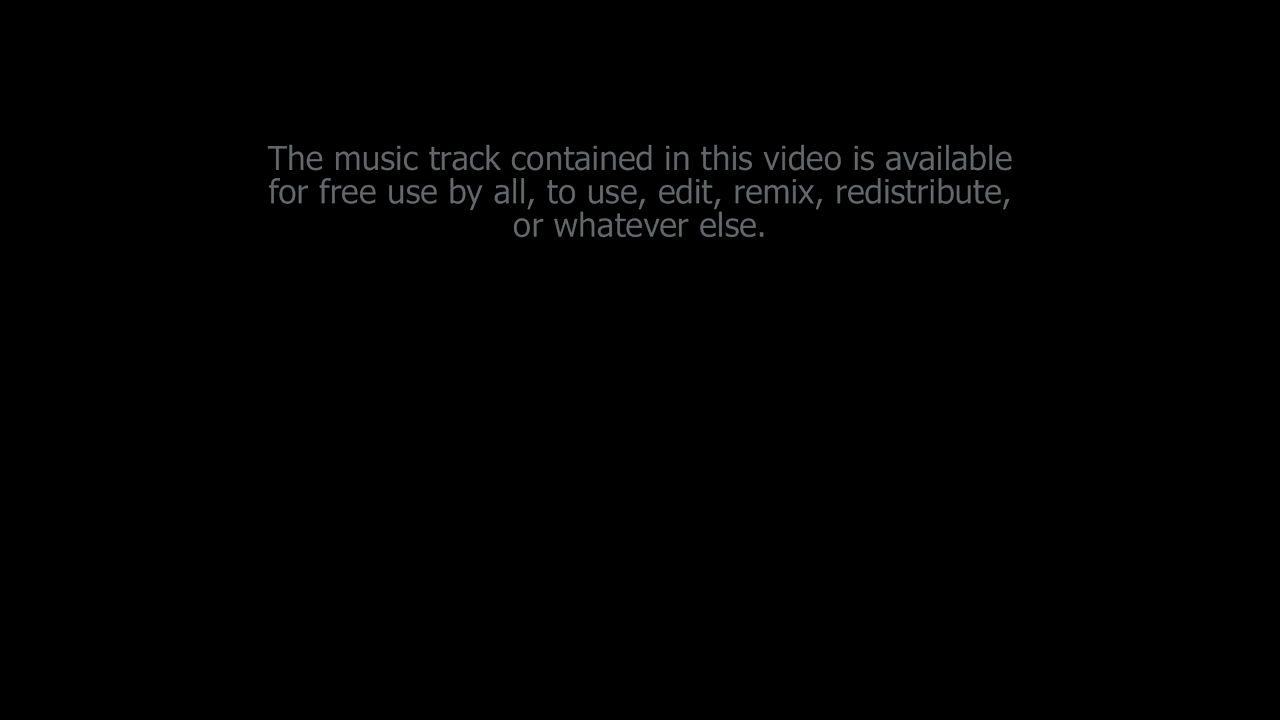 The music track contained in this video is available
for free use by all, to use, edit, remix, redistribute,
or whatever else.